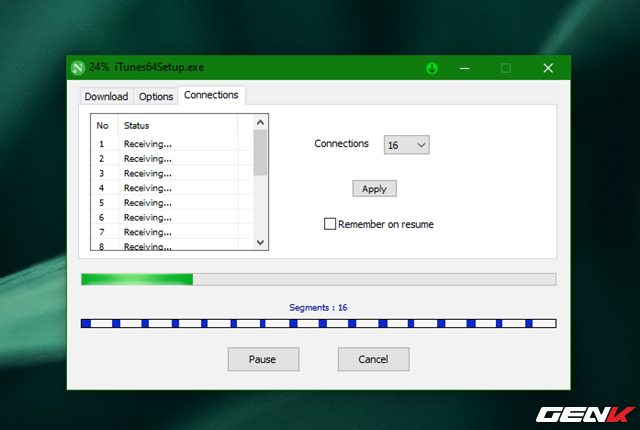 24% iTunes64Setup.exe
Download Options Connections
No Status
1 Receiving...
2 Receiving...
3 Receiving...
4 Receiving...
5 Receiving...
6 Receiving...
7 Receiving...
8 Receiving...
Connections 16
Apply
Remember on resume
Segments : 16
Pause Cancel
GENK